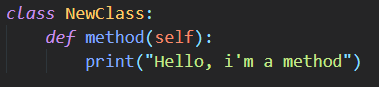 class NewClass:
    def method(self):
        print("Hello, i'm a method")